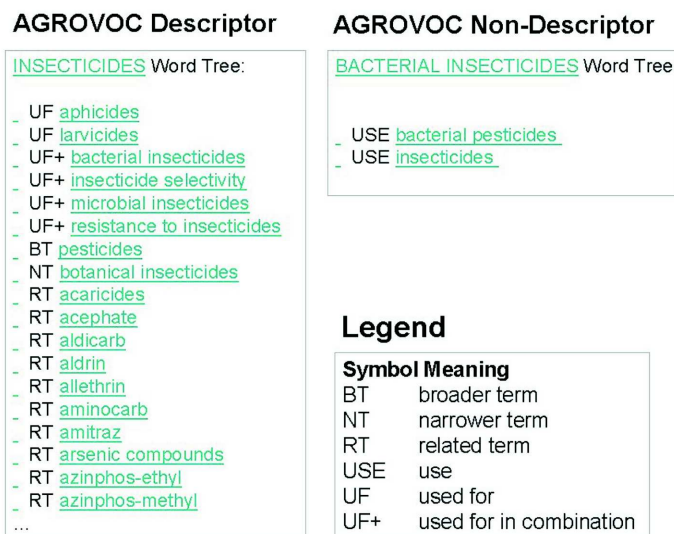 AGROVOC Descriptor
INSECTICIDES Word Tree:
_ UF aphicides
_ UF larvicides
_ UF+ bacterial insecticides
_ UF+ insecticide selectivity
_ UF+ microbial insecticides
_ UF+ resistance to insecticides
_ BT pesticides
_ NT botanical insecticides
_ RT acaricides
_ RT acephate
_ RT aldicarb
_ RT aldrin
_ RT allethrin
_ RT aminocarb
_ RT amitraz
_ RT arsenic compounds
_ RT azinphos-ethyl
_ RT azinphos-methyl
...
AGROVOC Non-Descriptor
BACTERIAL INSECTICIDES Word Tree
_ USE bacterial pesticides
_ USE insecticides
Legend
Symbol Meaning
BT broader term
NT narrower term
RT related term
USE use
UF used for
UF+ used for in combination